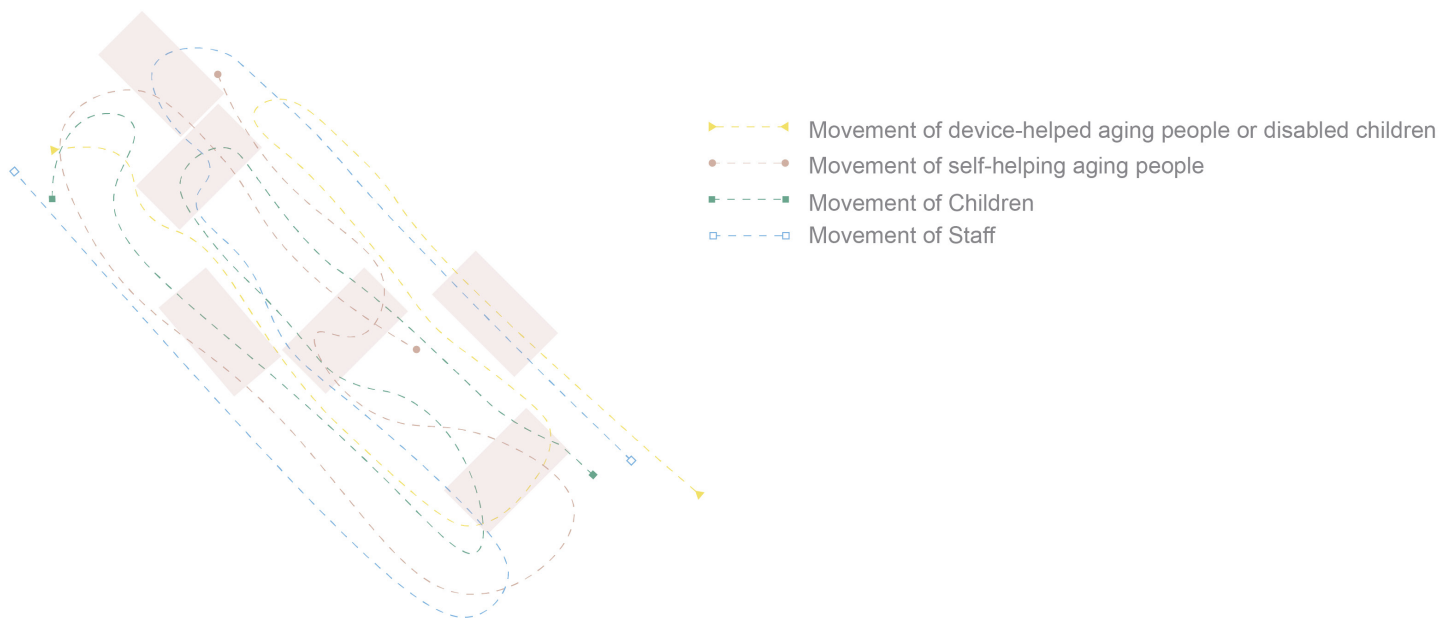 Movement of device-helped aging people or disabled children
Movement of self-helping aging people
Movement of Children
Movement of Staff